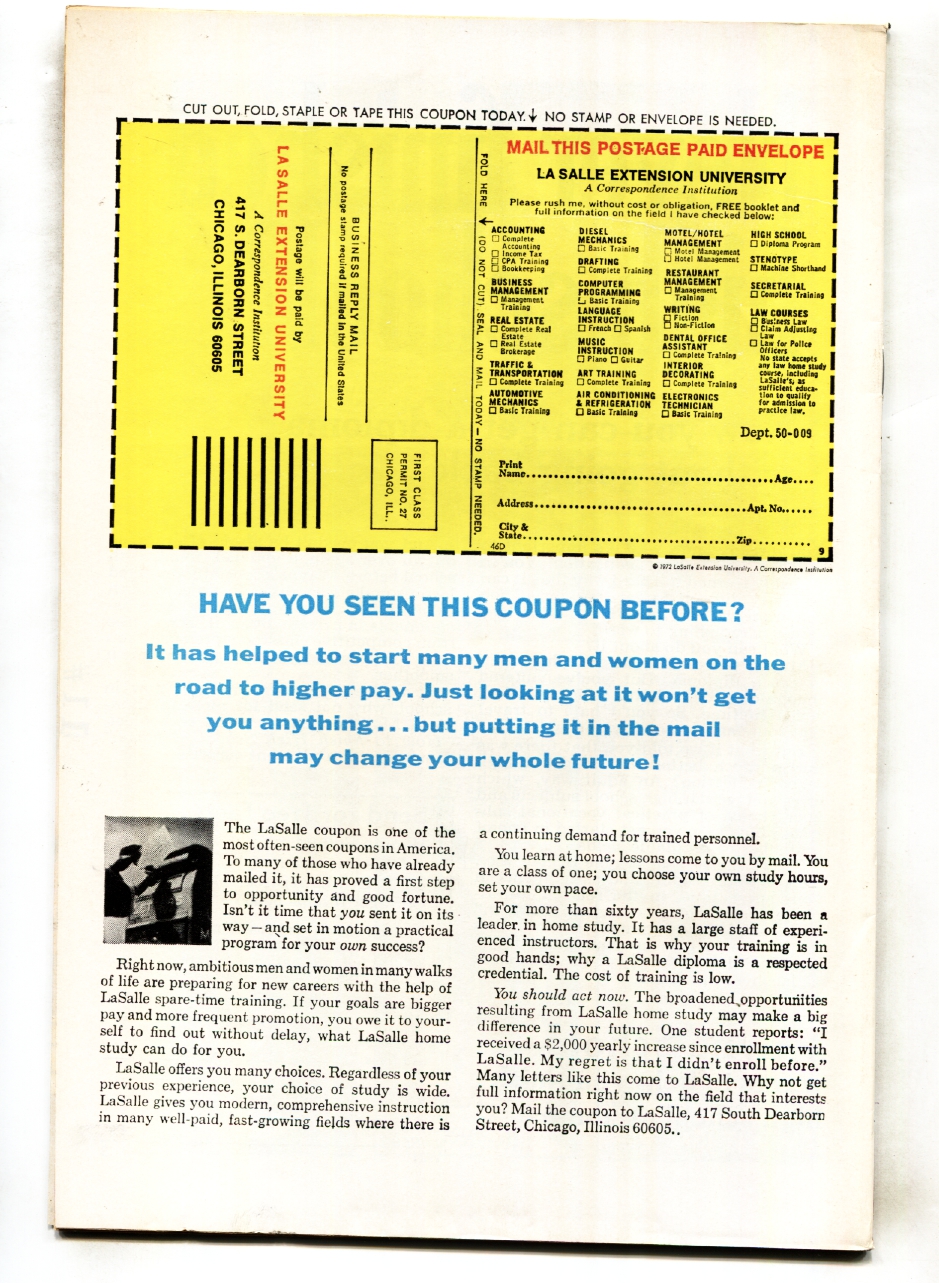 CUT OUT, FOLD, STAPLE OR TAPE THIS COUPON TODAY.↓ NO STAMP OR ENVELOPE IS NEEDED.
LA SALLE EXTENSION UNIVERSITY
A Correspondence Institution
417 S. DEARBORN STREET
CHICAGO, ILLINOIS 60605
Postage will be paid by
BUSINESS REPLY MAIL
No postage stamp required if mailed in the United States
FIRST CLASS
PERMIT NO. 27
CHICAGO, ILL..
FOLD HERE ↓ (DO NOT CUT) SEAL AND MAIL TODAY — NO STAMP NEEDED.
MAIL THIS POSTAGE PAID ENVELOPE
LA SALLE EXTENSION UNIVERSITY
A Correspondence Institution
Please rush me, without cost or obligation, FREE booklet and
full information on the field I have checked below:
ACCOUNTING
☐ Complete
Accounting
☐ Income Tax
☐ CPA Training
☐ Bookkeeping
BUSINESS
MANAGEMENT
☐ Management
Training
REAL ESTATE
☐ Complete Real
Estate
☐ Real Estate
Brokerage
TRAFFIC &
TRANSPORTATION
☐ Complete Training
AUTOMOTIVE
MECHANICS
☐ Basic Training
DIESEL
MECHANICS
☐ Basic Training
DRAFTING
☐ Complete Training
COMPUTER
PROGRAMMING
☐ Basic Training
LANGUAGE
INSTRUCTION
☐ French ☐ Spanish
MUSIC
INSTRUCTION
☐ Piano ☐ Guitar
ART TRAINING
☐ Complete Training
AIR CONDITIONING
& REFRIGERATION
☐ Basic Training
MOTEL/HOTEL
MANAGEMENT
☐ Motel Management
☐ Hotel Management
RESTAURANT
MANAGEMENT
☐ Management
Training
WRITING
☐ Fiction
☐ Non-Fiction
DENTAL OFFICE
ASSISTANT
☐ Complete Training
INTERIOR
DECORATING
☐ Complete Training
ELECTRONICS
TECHNICIAN
☐ Basic Training
HIGH SCHOOL
☐ Diploma Program
STENOTYPE
☐ Machine Shorthand
SECRETARIAL
☐ Complete Training
LAW COURSES
☐ Business Law
☐ Claim Adjusting
Law
☐ Law for Police
Officers
No state accepts
any law home study
course, including
LaSalle's, as
sufficient educa-
tion to qualify
for admission to
practice law.
Dept. 50-009
Print
Name..........Age....
Address..........Apt. No......
City &
State..........Zip..........
46D
9
© 1972 LaSalle Extension University. A Correspondence Institution
HAVE YOU SEEN THIS COUPON BEFORE?
It has helped to start many men and women on the
road to higher pay. Just looking at it won't get
you anything...but putting it in the mail
may change your whole future!
The LaSalle coupon is one of the
most often-seen coupons in America.
To many of those who have already
mailed it, it has proved a first step
to opportunity and good fortune.
Isn't it time that you sent it on its
way—and set in motion a practical
program for your own success?
Right now, ambitious men and women in many walks
of life are preparing for new careers with the help of
LaSalle spare-time training. If your goals are bigger
pay and more frequent promotion, you owe it to your-
self to find out without delay, what LaSalle home
study can do for you.
LaSalle offers you many choices. Regardless of your
previous experience, your choice of study is wide.
LaSalle gives you modern, comprehensive instruction
in many well-paid, fast-growing fields where there is
a continuing demand for trained personnel.
You learn at home; lessons come to you by mail. You
are a class of one; you choose your own study hours,
set your own pace.
For more than sixty years, LaSalle has been a
leader in home study. It has a large staff of experi-
enced instructors. That is why your training is in
good hands; why a LaSalle diploma is a respected
credential. The cost of training is low.
You should act now. The broadened opportunities
resulting from LaSalle home study may make a big
difference in your future. One student reports: "I
received a $2,000 yearly increase since enrollment with
LaSalle. My regret is that I didn't enroll before."
Many letters like this come to LaSalle. Why not get
full information right now on the field that interests
you? Mail the coupon to LaSalle, 417 South Dearborn
Street, Chicago, Illinois 60605..